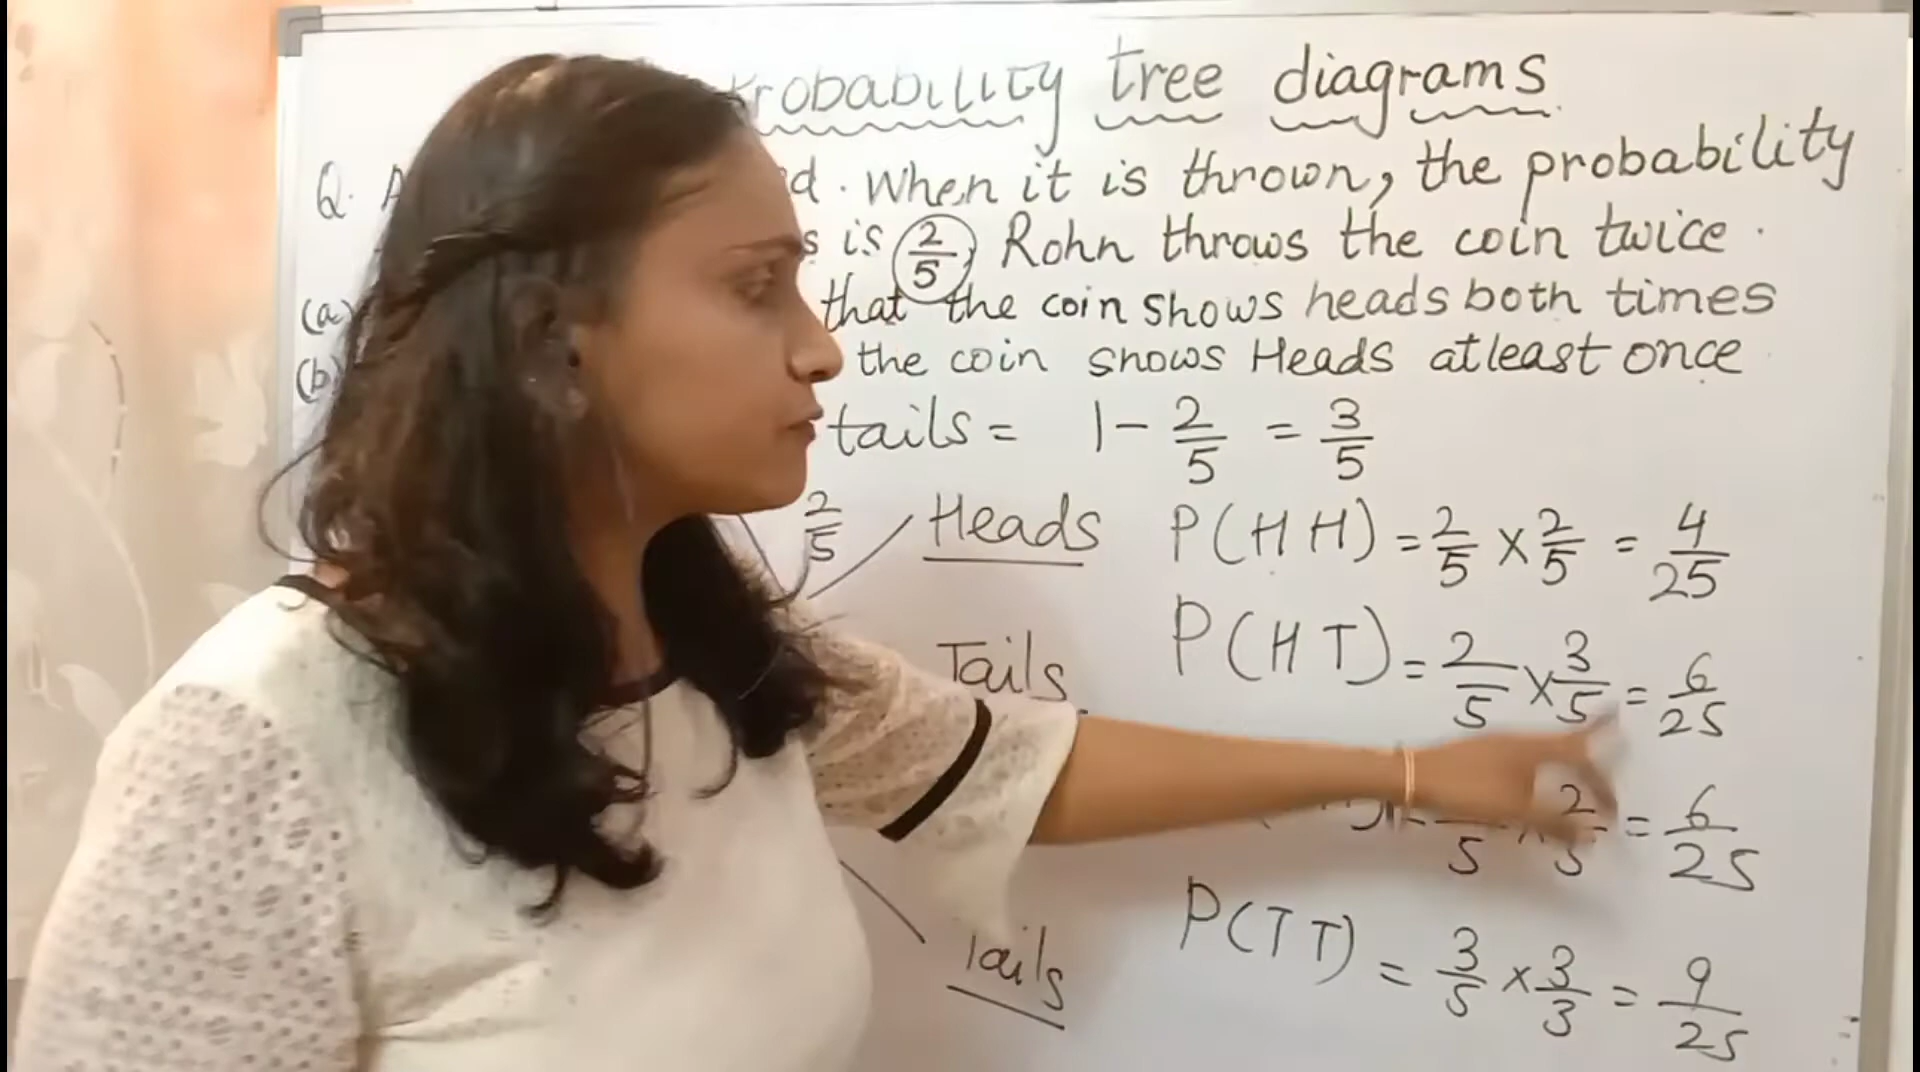 Probability tree diagrams
Q. A d. When it is thrown, the probability
s is 2/5, Rohn throws the coin twice.
(a) that the coin shows heads both times
(b) the coin shows Heads atleast once
tails = 1 - 2/5 = 3/5
2/5 Heads P(HH) = 2/5 × 2/5 = 4/25
Tails P(HT) = 2/5 × 3/5 = 6/25
5 × 2/5 = 6/25
Tails P(TT) = 3/5 × 3/3 = 9/25